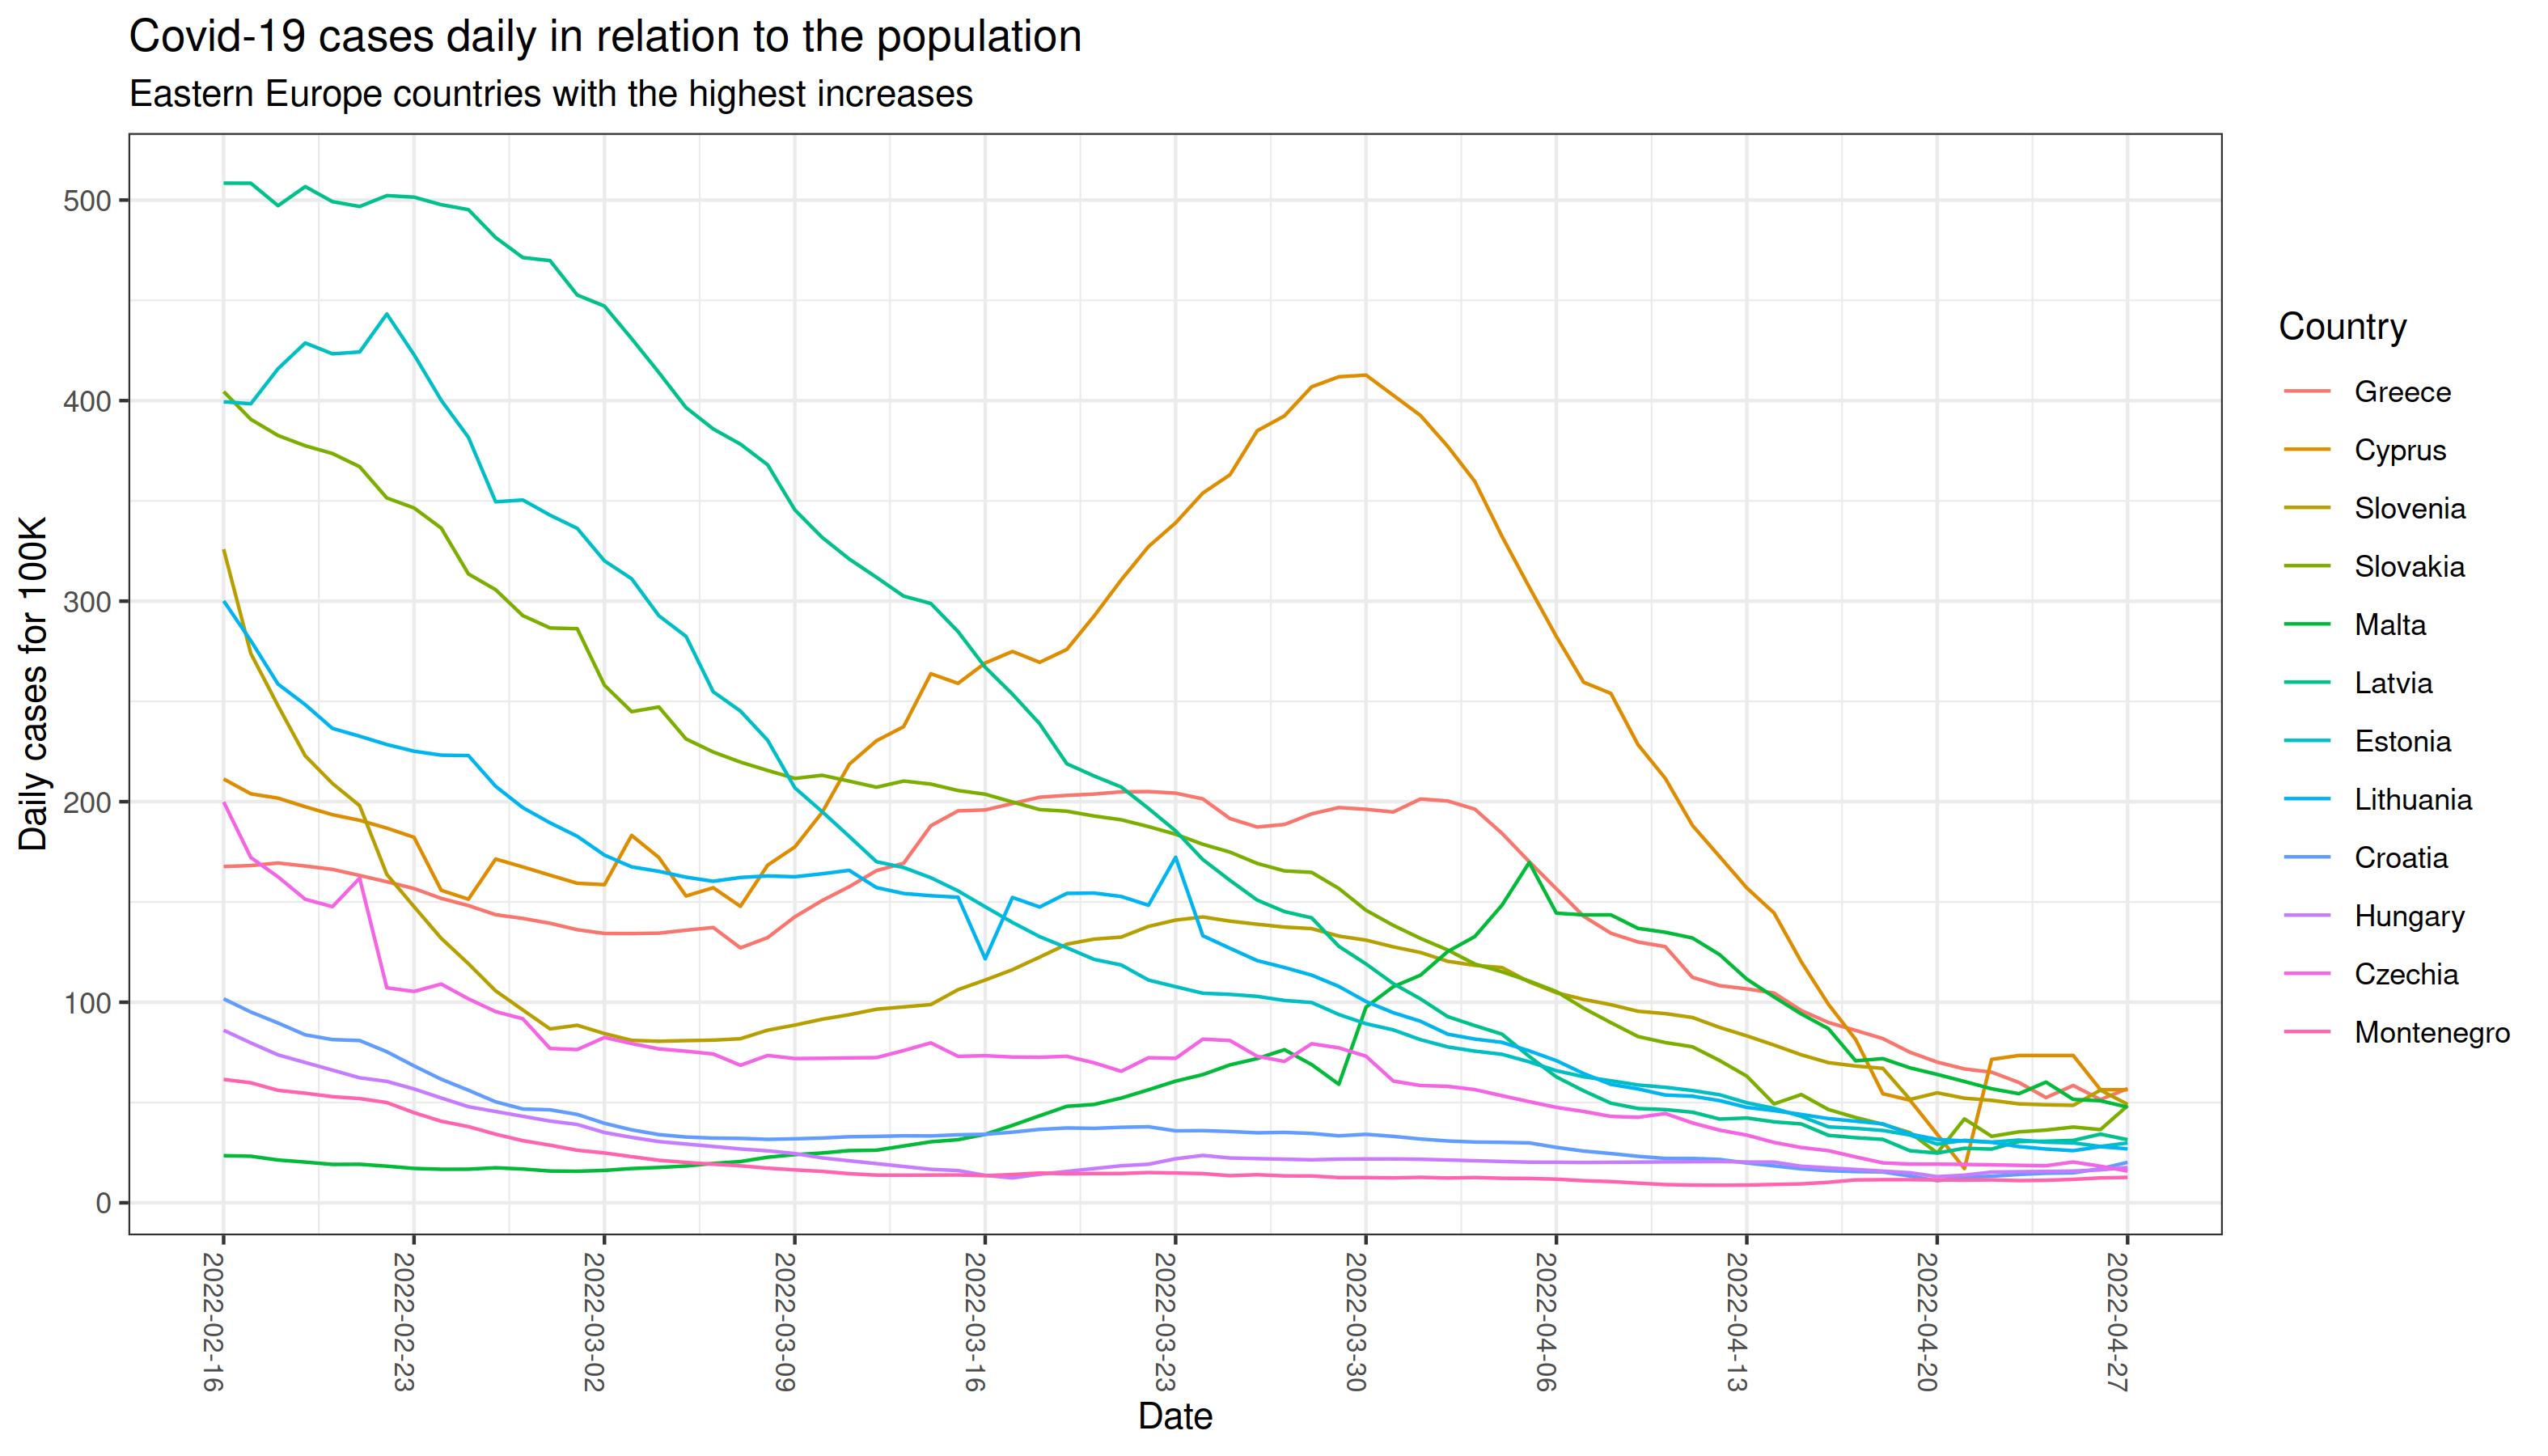 Covid-19 cases daily in relation to the population
Eastern Europe countries with the highest increases
Daily cases for 100K
500
400
300
200
100
0
2022-02-16
2022-02-23
2022-03-02
2022-03-09
2022-03-16
2022-03-23
2022-03-30
2022-04-06
2022-04-13
2022-04-20
2022-04-27
Date
Country
Greece
Cyprus
Slovenia
Slovakia
Malta
Latvia
Estonia
Lithuania
Croatia
Hungary
Czechia
Montenegro